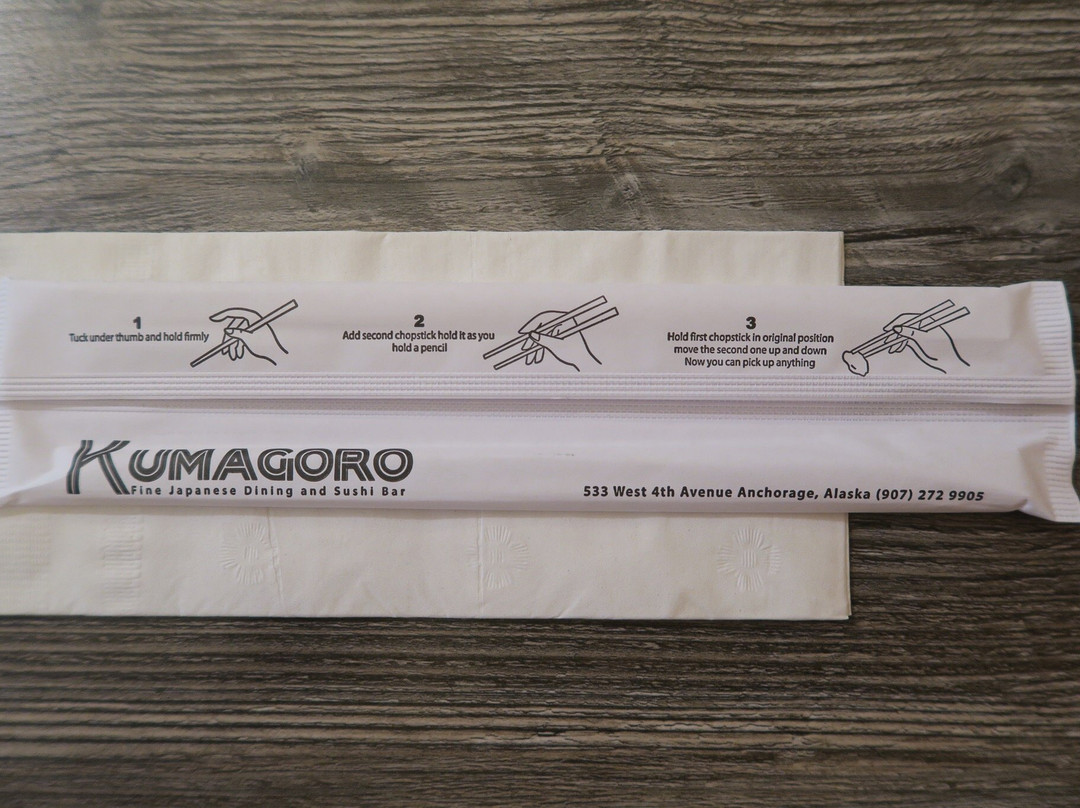 1
Tuck under thumb and hold firmly
2
Add second chopstick hold it as you
hold a pencil
3
Hold first chopstick in original position
move the second one up and down
Now you can pick up anything
KUMAGORO
Fine Japanese Dining and Sushi Bar
533 West 4th Avenue Anchorage, Alaska (907) 272 9905